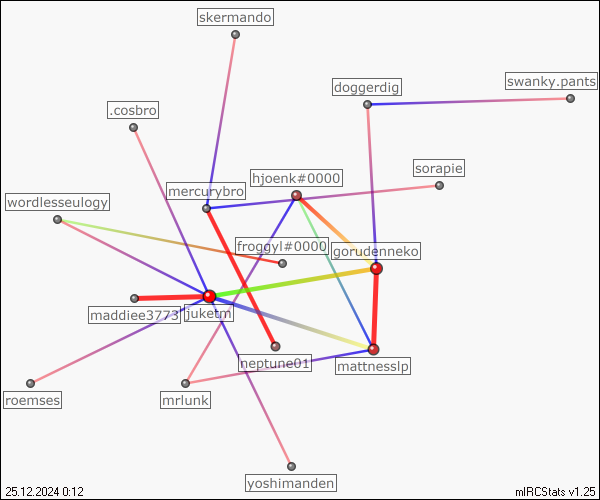 skermando
doggerdig
swanky.pants
.cosbro
hjoenk#0000
sorapie
mercurybro
wordlesseulogy
froggyl#0000
gorudenneko
maddiee3773
juketm
neptune01
mattnesslp
roemses
mrlunk
yoshimanden
25.12.2024 0:12
mIRCStats v1.25